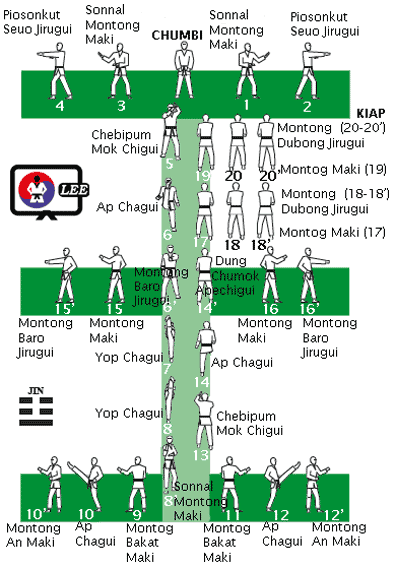 Piosonkut
Seuo Jirugui
Sonnal
Montong
Maki
CHUMBI
Sonnal
Montong
Maki
Piosonkut
Seuo Jirugui
4
3
1
2
KIAP
Chebipum
Mok Chigui
5
19
20
20'
Montong (20-20')
Dubong Jirugui
Montog Maki (19)
LEE
Ap Chagui
6
17
18
18'
Montong (18-18')
Dubong Jirugui
Montog Maki (17)
Montong
Baro
Jirugui
6'
Dung
Chumok
Apechigui
14'
15'
15
16
16'
Montong
Baro
Jirugui
Montong
Maki
Montong
Maki
Montong
Baro
Jirugui
Yop Chagui
7
Ap Chagui
14
JIN
Yop Chagui
8
Chebipum
Mok Chigui
13
8'
Sonnal
Montong
Maki
10'
10
9
11
12
12'
Montong
An Maki
Ap
Chagui
Montog
Bakat
Maki
Montog
Bakat
Maki
Ap
Chagui
Montong
An Maki